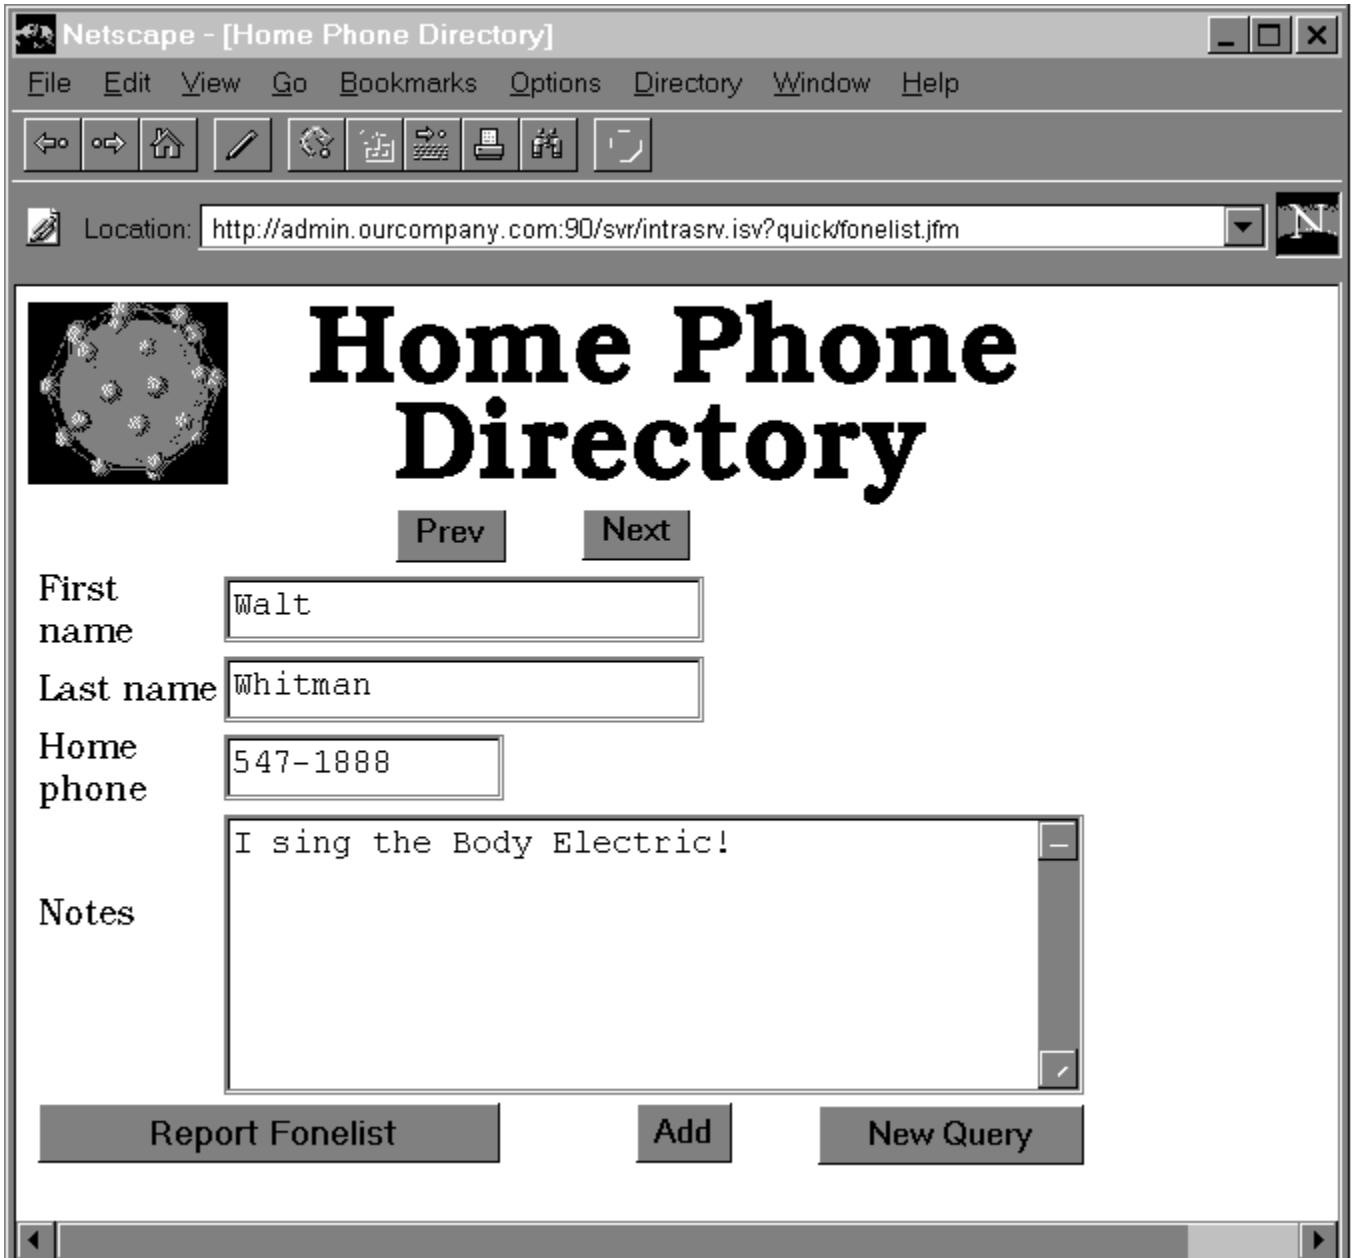 Netscape - [Home Phone Directory]
File Edit View Go Bookmarks Options Directory Window Help
Location: http://admin.ourcompany.com:90/svr/intrasrv.isv?quick/fonelist.jfm
N
Home Phone
Directory
Prev Next
First
name
Walt
Last name Whitman
Home
phone
547-1888
I sing the Body Electric!
Notes
Report Fonelist Add New Query